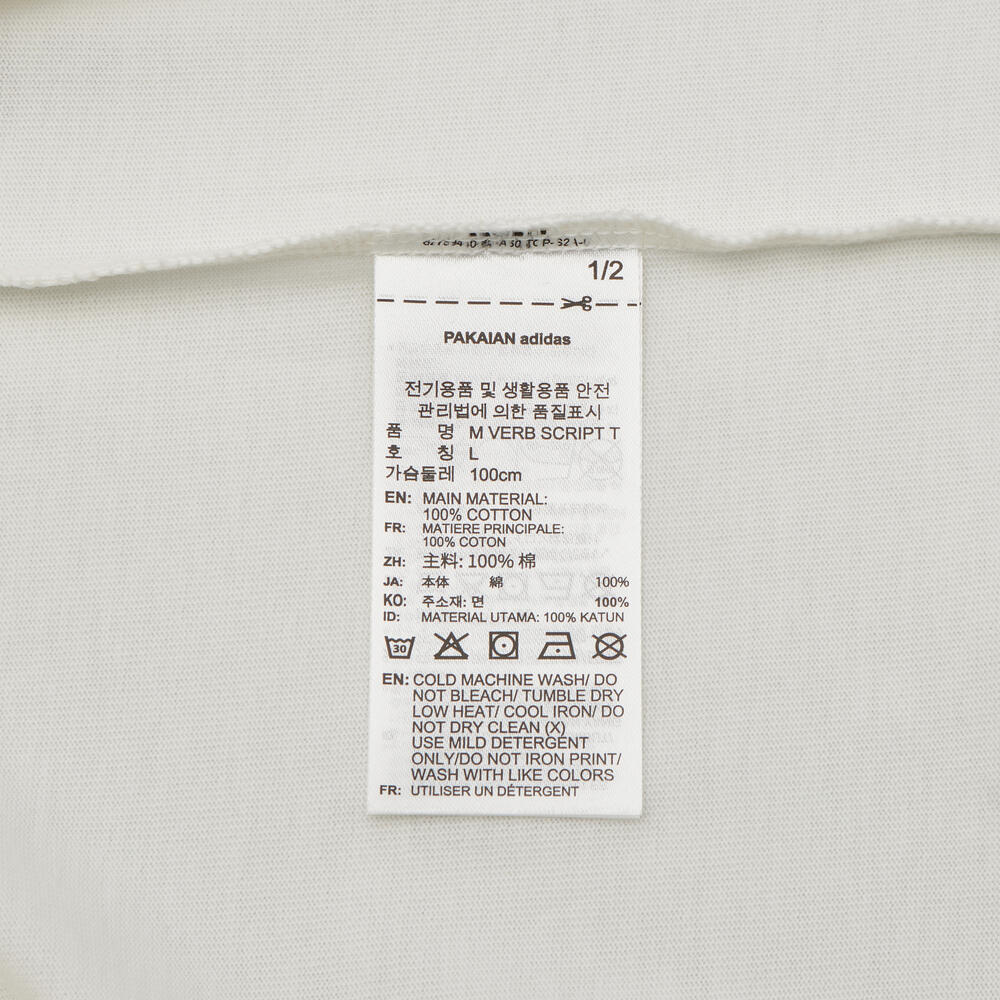 1/2
PAKAIAN adidas
전기용품 및 생활용품 안전
관리법에 의한 품질표시
품 명 M VERB SCRIPT T
호 칭 L
가슴둘레 100cm
EN: MAIN MATERIAL:
100% COTTON
FR: MATIERE PRINCIPALE:
100% COTON
ZH: 主料: 100% 棉
JA: 本体 綿 100%
KO: 주소재: 면 100%
ID: MATERIAL UTAMA: 100% KATUN
30
EN: COLD MACHINE WASH/ DO
NOT BLEACH/ TUMBLE DRY
LOW HEAT/ COOL IRON/ DO
NOT DRY CLEAN (X)
USE MILD DETERGENT
ONLY/DO NOT IRON PRINT/
WASH WITH LIKE COLORS
FR: UTILISER UN DÉTERGENT